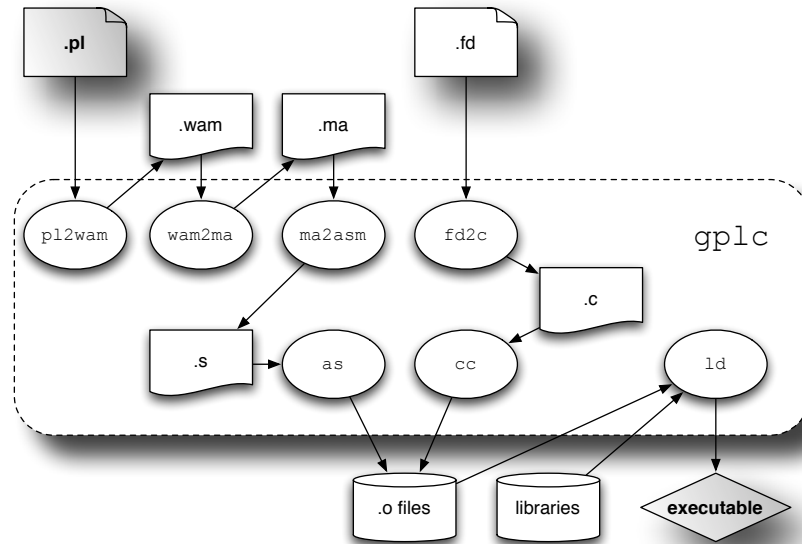 .pl
.fd
.wam
.ma
pl2wam
wam2ma
ma2asm
fd2c
gplc
.c
.s
as
cc
ld
.o files
libraries
executable